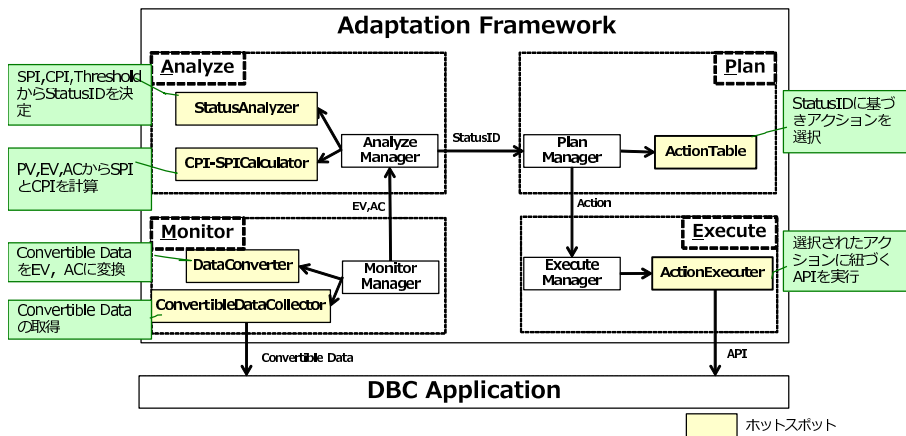 Adaptation Framework
Analyze
SPI,CPI,Threshold
からStatusIDを決
定
StatusAnalyzer
CPI-SPICalculator
PV,EV,ACからSPI
とCPIを計算
Analyze
Manager
StatusID
Plan
Plan
Manager
ActionTable
StatusIDに基づ
きアクションを
選択
EV,AC
Action
Monitor
Convertible Data
をEV，ACに変換
DataConverter
ConvertibleDataCollector
Convertible Data
の取得
Monitor
Manager
Execute
Execute
Manager
ActionExecuter
選択されたアク
ションに紐づく
APIを実行
Convertible Data
API
DBC Application
ホットスポット